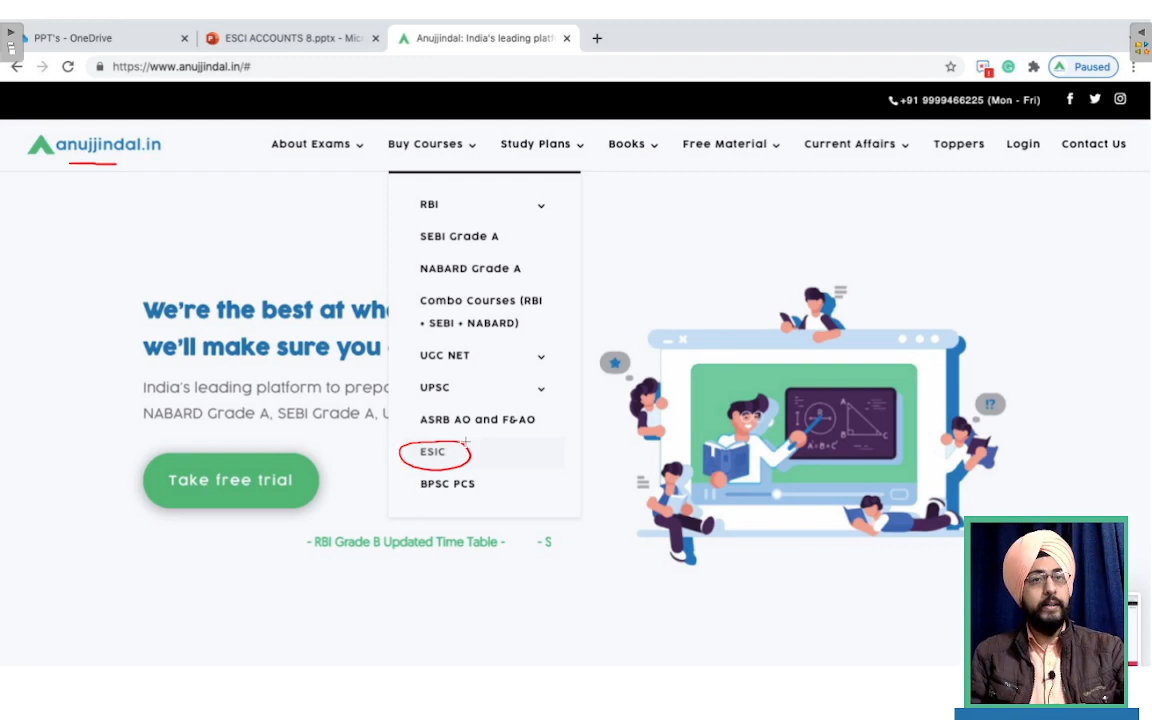 PPT's - OneDrive
ESCI ACCOUNTS 8.pptx - Mic
Anujjindal: India's leading platf
https://www.anujjindal.in/#
Paused
+91 9999466225 (Mon - Fri)
anujjindal.in
About Exams
Buy Courses
Study Plans
Books
Free Material
Current Affairs
Toppers
Login
Contact Us
RBI
SEBI Grade A
NABARD Grade A
Combo Courses (RBI
+ SEBI + NABARD)
UGC NET
UPSC
ASRB AO and F&AO
ESIC
BPSC PCS
We're the best at wh
we'll make sure you
India's leading platform to prep
NABARD Grade A, SEBI Grade A, U
Take free trial
- RBI Grade B Updated Time Table - - S
!?
R
A
B
C
A²+B²=C²